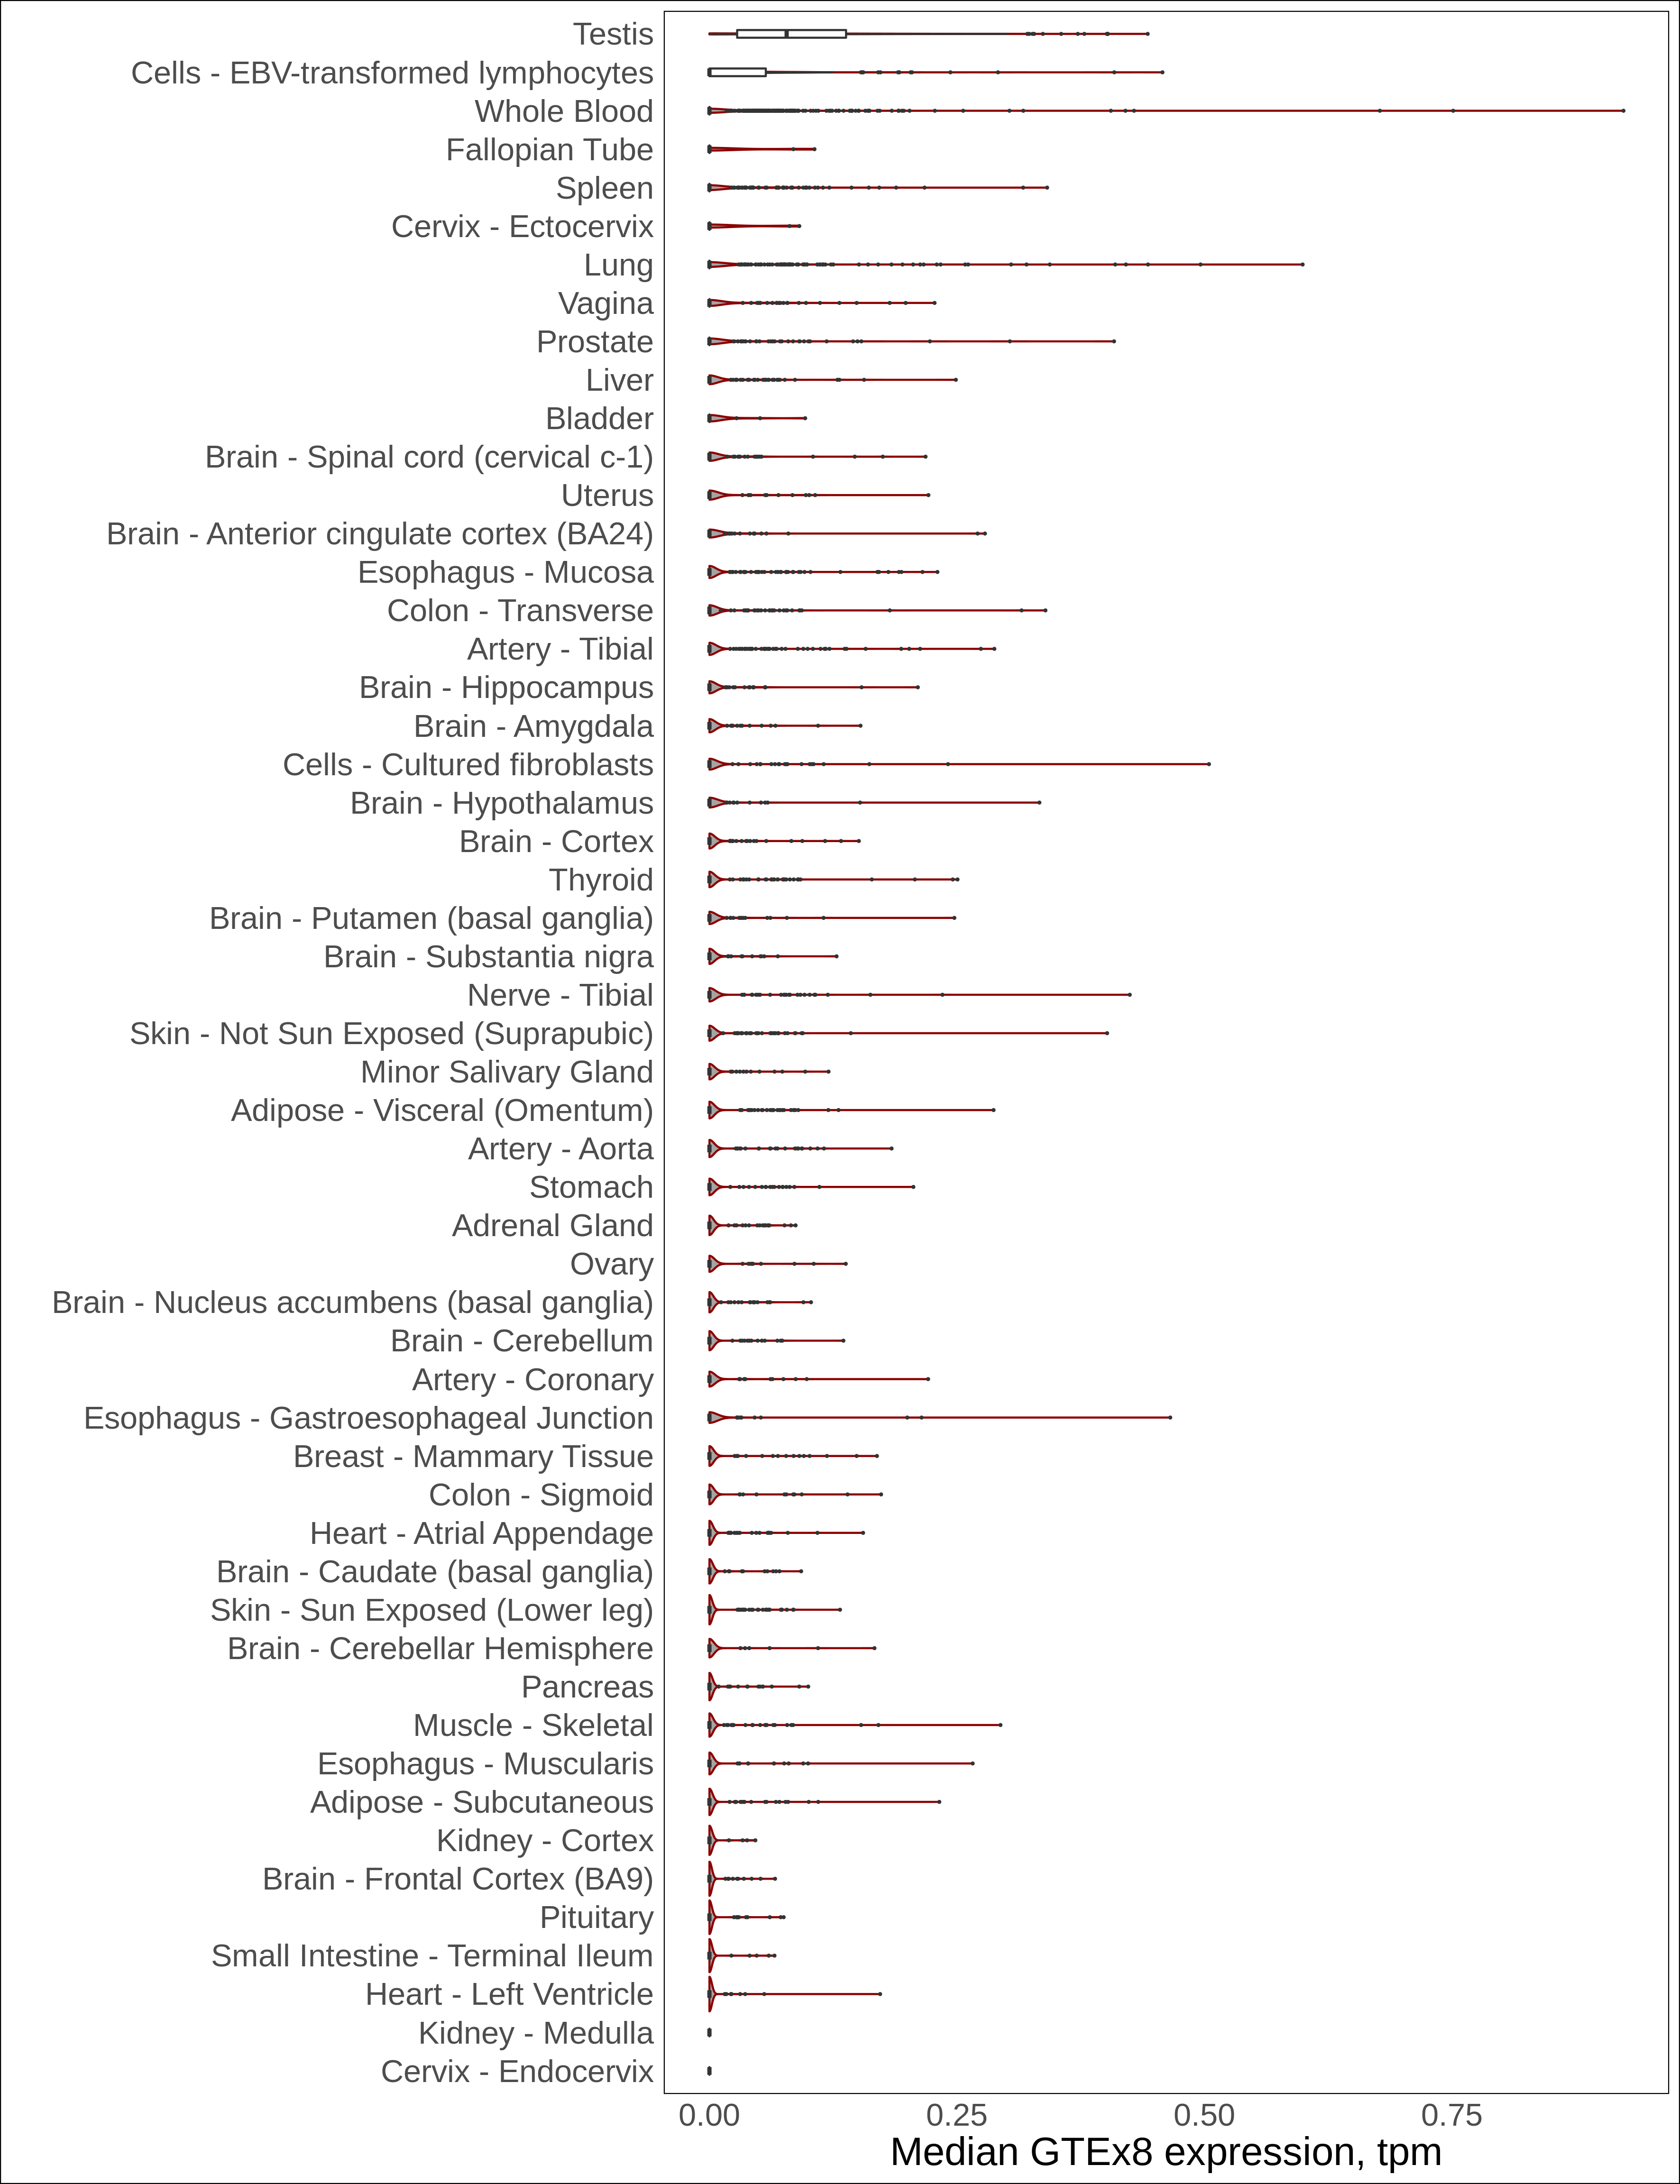 Testis
Cells - EBV-transformed lymphocytes
Whole Blood
Fallopian Tube
Spleen
Cervix - Ectocervix
Lung
Vagina
Prostate
Liver
Bladder
Brain - Spinal cord (cervical c-1)
Uterus
Brain - Anterior cingulate cortex (BA24)
Esophagus - Mucosa
Colon - Transverse
Artery - Tibial
Brain - Hippocampus
Brain - Amygdala
Cells - Cultured fibroblasts
Brain - Hypothalamus
Brain - Cortex
Thyroid
Brain - Putamen (basal ganglia)
Brain - Substantia nigra
Nerve - Tibial
Skin - Not Sun Exposed (Suprapubic)
Minor Salivary Gland
Adipose - Visceral (Omentum)
Artery - Aorta
Stomach
Adrenal Gland
Ovary
Brain - Nucleus accumbens (basal ganglia)
Brain - Cerebellum
Artery - Coronary
Esophagus - Gastroesophageal Junction
Breast - Mammary Tissue
Colon - Sigmoid
Heart - Atrial Appendage
Brain - Caudate (basal ganglia)
Skin - Sun Exposed (Lower leg)
Brain - Cerebellar Hemisphere
Pancreas
Muscle - Skeletal
Esophagus - Muscularis
Adipose - Subcutaneous
Kidney - Cortex
Brain - Frontal Cortex (BA9)
Pituitary
Small Intestine - Terminal Ileum
Heart - Left Ventricle
Kidney - Medulla
Cervix - Endocervix
0.00 0.25 0.50 0.75
Median GTEx8 expression, tpm